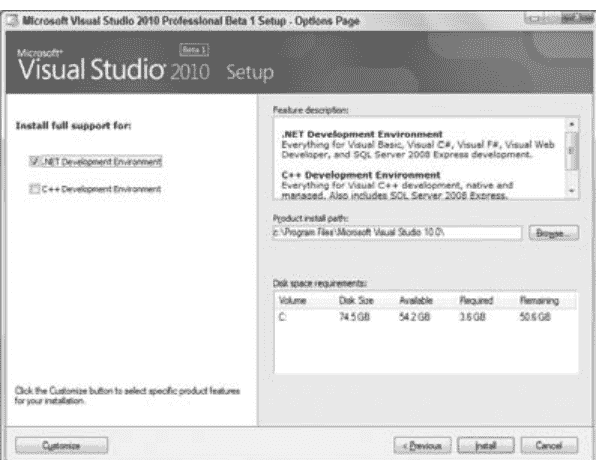 Microsoft Visual Studio 2010 Professional Beta 1 Setup - Options Page
Microsoft
Visual Studio 2010 Setup
Beta 1
Install full support for:
.NET Development Environment
C++ Development Environment
Click the Customize button to select specific product features
for your installation.
Feature description:
.NET Development Environment
Everything for Visual Basic, Visual C#, Visual F#, Visual Web
Developer, and SQL Server 2008 Express development.
C++ Development Environment
Everything for Visual C++ development, native and
managed. Also includes SQL Server 2008 Express.
Product install path:
c:\Program Files\Microsoft Visual Studio 10.0\
Browse...
Disk space requirements:
Volume Disk Size Available Required Remaining
C: 74.5 GB 54.2 GB 3.6 GB 50.6 GB
Customize
< Previous
Install
Cancel